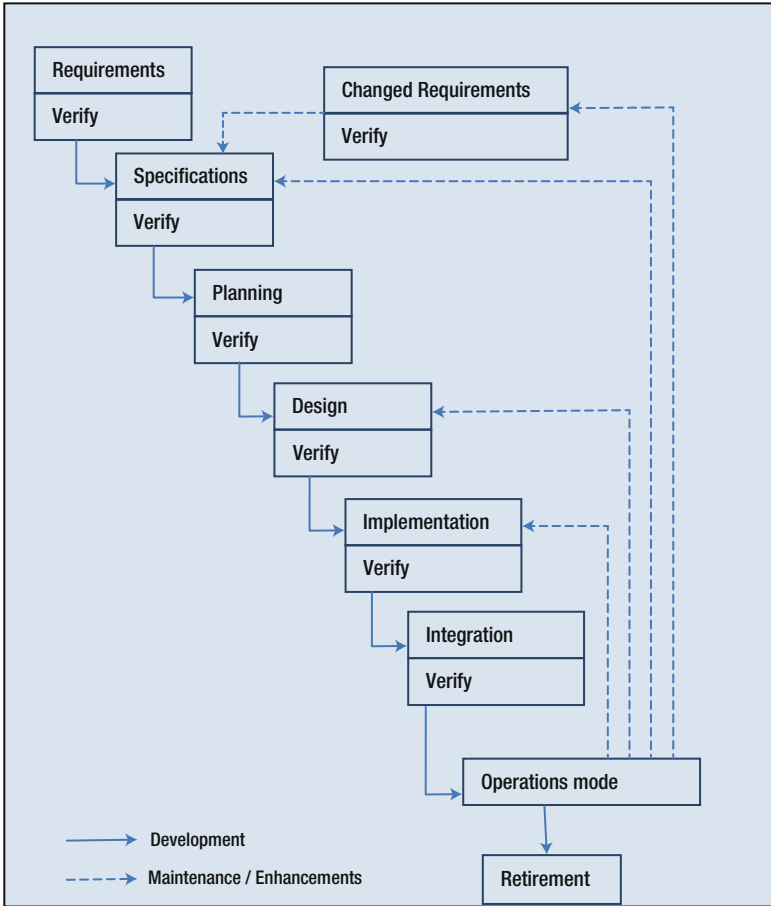 Requirements
Verify
Changed Requirements
Verify
Specifications
Verify
Planning
Verify
Design
Verify
Implementation
Verify
Integration
Verify
Operations mode
Development
Maintenance / Enhancements
Retirement